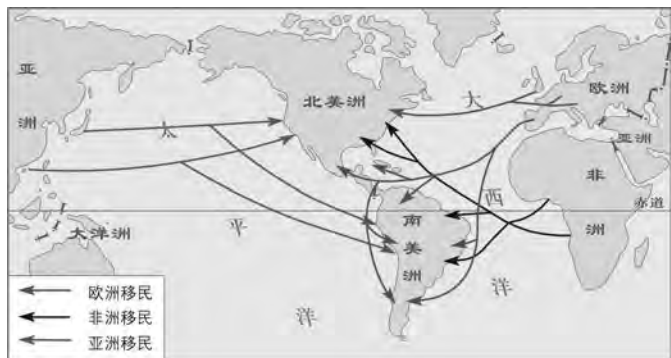 亚洲
北美洲
欧洲
亚洲
大西洋
太平洋
非洲
赤道
南美洲
大洋洲
欧洲移民
非洲移民
亚洲移民